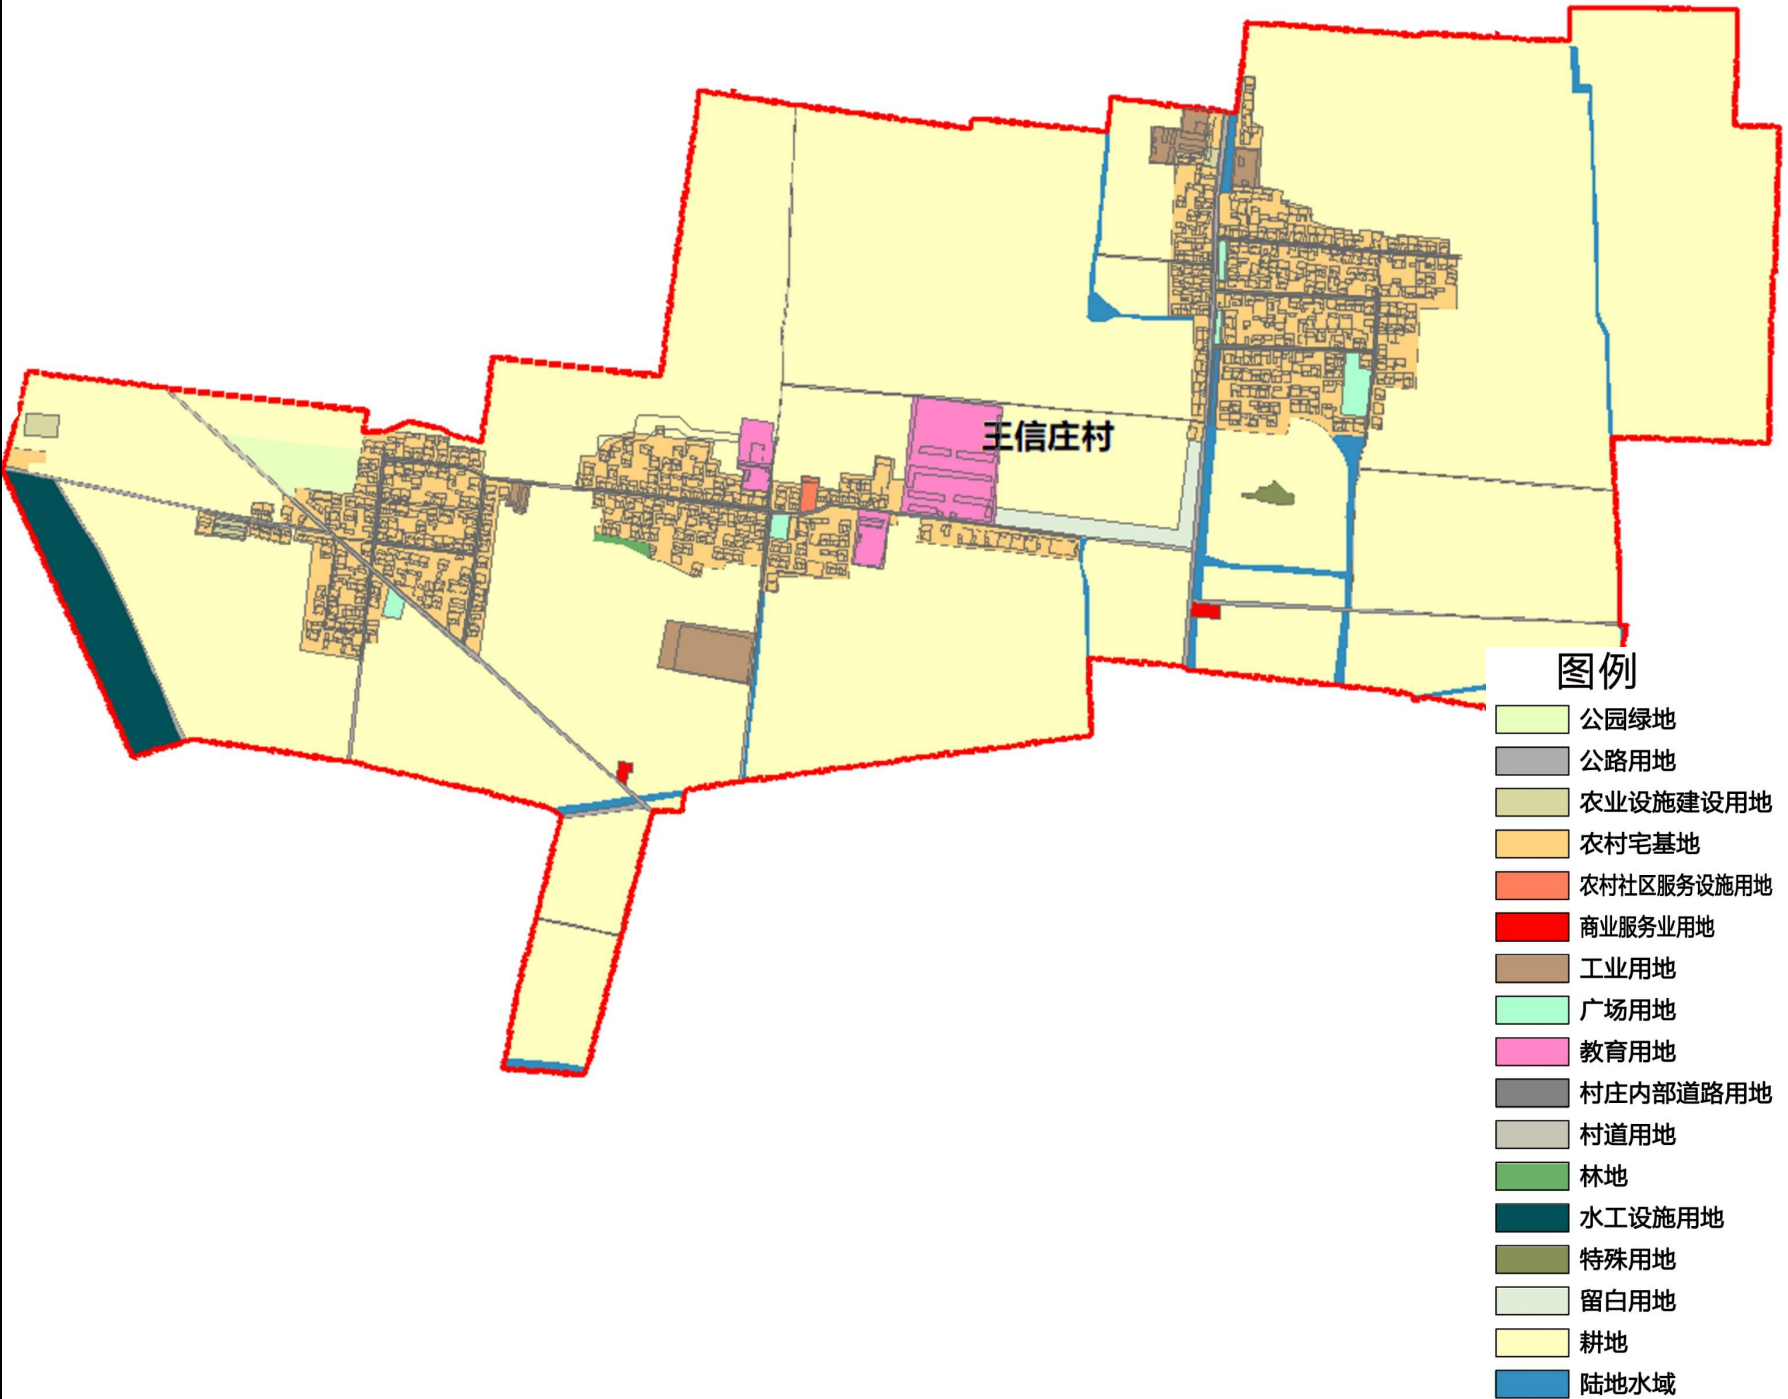 王信庄村
图例
公园绿地
公路用地
农业设施建设用地
农村宅基地
农村社区服务设施用地
商业服务业用地
工业用地
广场用地
教育用地
村庄内部道路用地
村道用地
林地
水工设施用地
特殊用地
留白用地
耕地
陆地水域